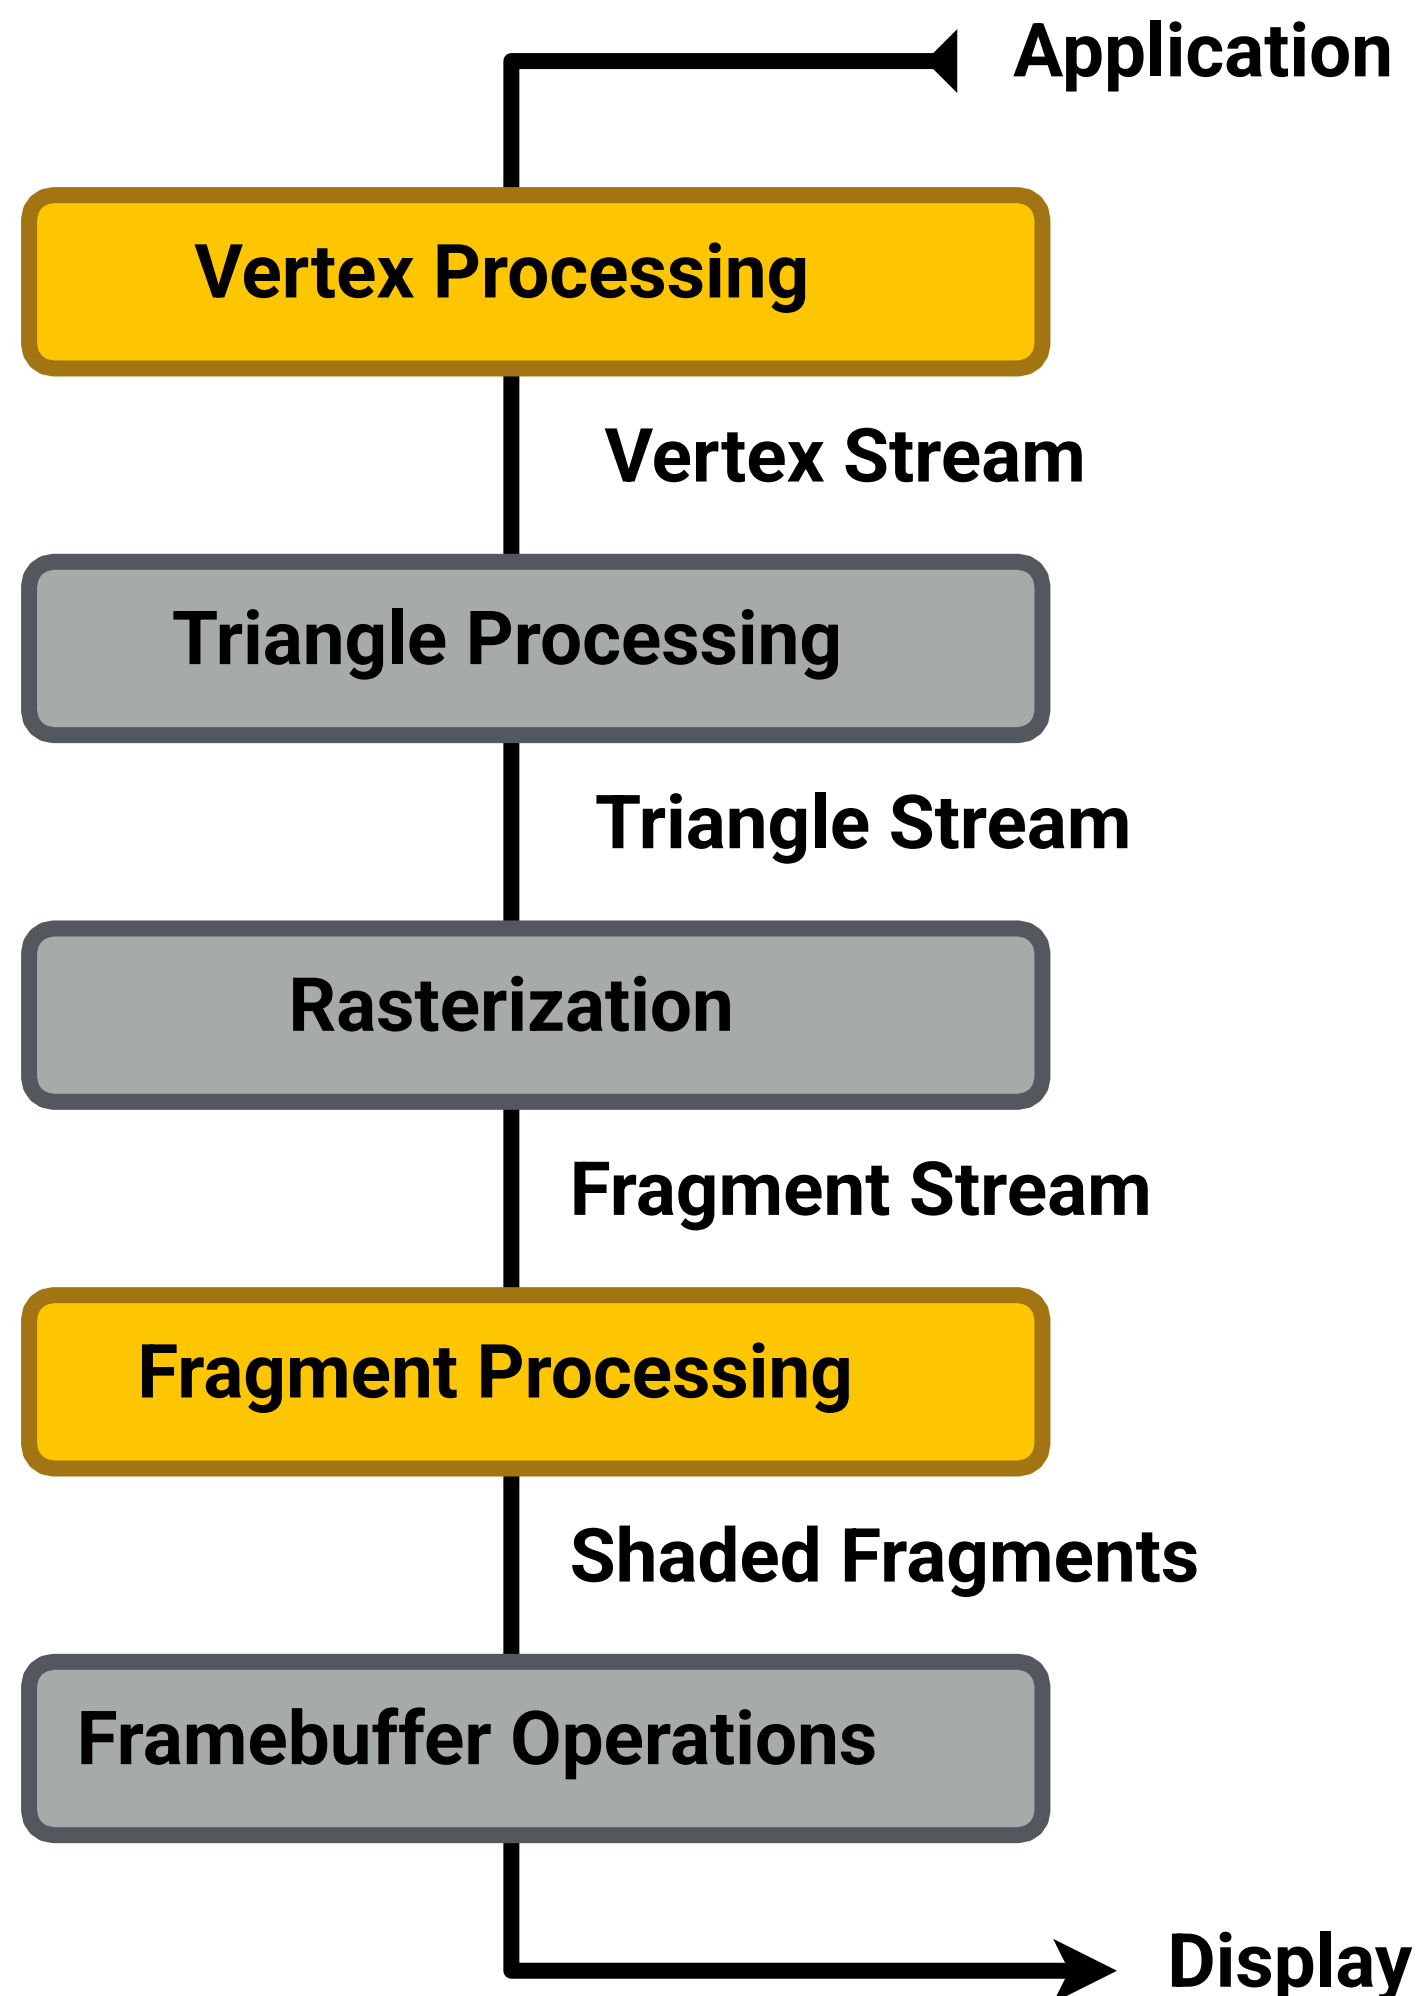 Application
Vertex Processing
Vertex Stream
Triangle Processing
Triangle Stream
Rasterization
Fragment Stream
Fragment Processing
Shaded Fragments
Framebuffer Operations
Display